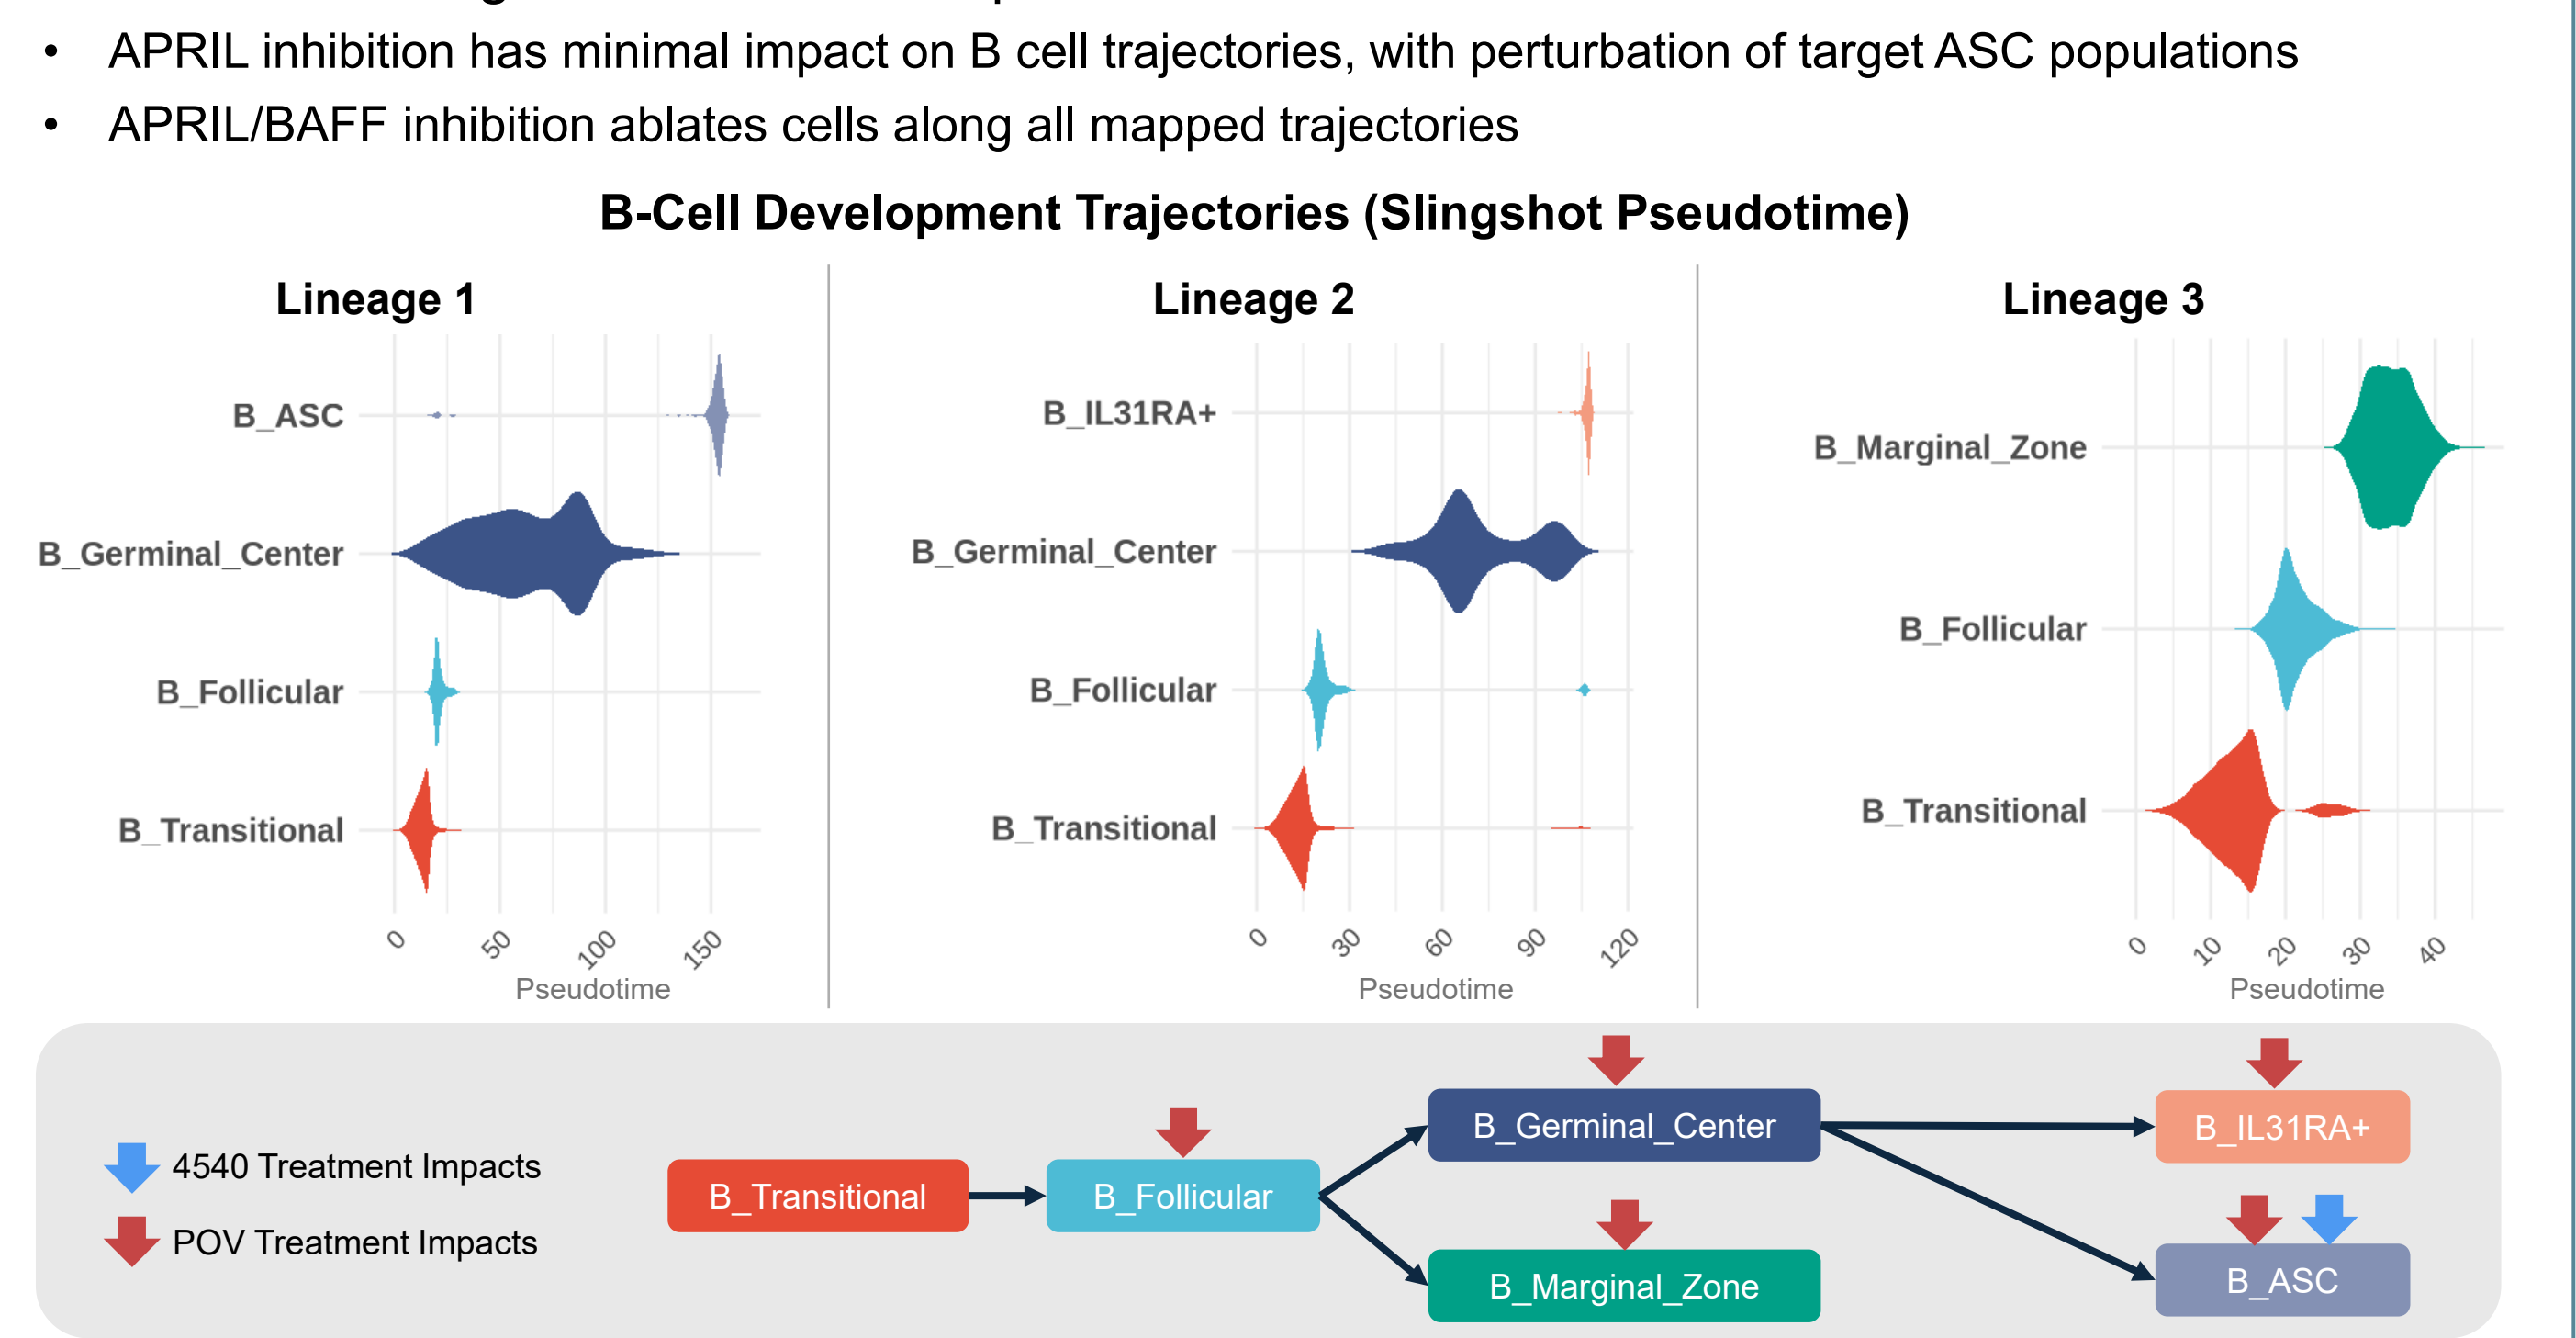 • APRIL inhibition has minimal impact on B cell trajectories, with perturbation of target ASC populations
• APRIL/BAFF inhibition ablates cells along all mapped trajectories
B-Cell Development Trajectories (Slingshot Pseudotime)
Lineage 1
B_ASC
B_Germinal_Center
B_Follicular
B_Transitional
0 50 100 150
Pseudotime
Lineage 2
B_IL31RA+
B_Germinal_Center
B_Follicular
B_Transitional
0 30 60 90 120
Pseudotime
Lineage 3
B_Marginal_Zone
B_Follicular
B_Transitional
0 10 20 30 40
Pseudotime
4540 Treatment Impacts
POV Treatment Impacts
B_Transitional
B_Follicular
B_Germinal_Center
B_Marginal_Zone
B_IL31RA+
B_ASC